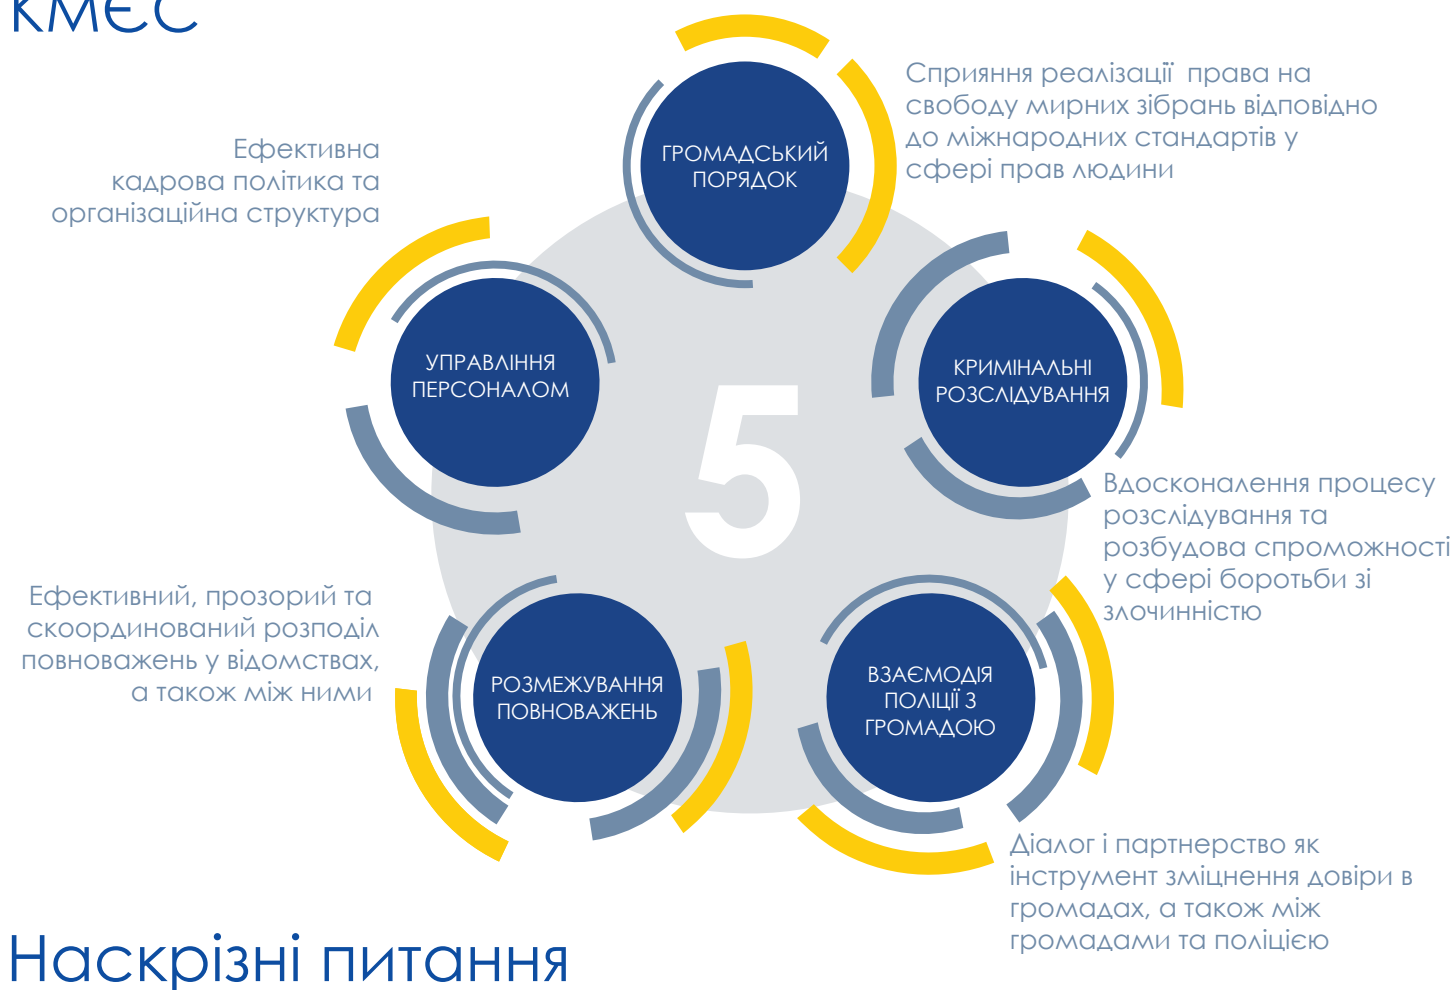 КМЄС
ГРОМАДСЬКИЙ
ПОРЯДОК
Сприяння реалізації права на
свободу мирних зібрань відповідно
до міжнародних стандартів у
сфері прав людини
Ефективна
кадрова політика та
організаційна структура
УПРАВЛІННЯ
ПЕРСОНАЛОМ
КРИМІНАЛЬНІ
РОЗСЛІДУВАННЯ
5
Вдосконалення процесу
розслідування та
розбудова спроможності
у сфері боротьби зі
злочинністю
Ефективний, прозорий та
скоординований розподіл
повноважень у відомствах,
а також між ними
РОЗМЕЖУВАННЯ
ПОВНОВАЖЕНЬ
ВЗАЄМОДІЯ
ПОЛІЦІЇ З
ГРОМАДОЮ
Діалог і партнерство як
інструмент зміцнення довіри в
громадах, а також між
громадами та поліцією
Наскрізні питання